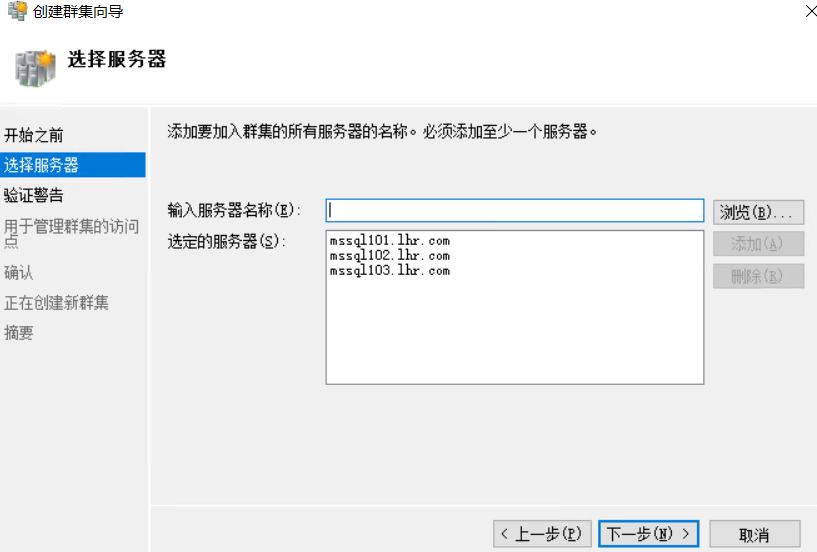 创建群集向导
选择服务器
开始之前
选择服务器
验证警告
用于管理群集的访问
点
确认
正在创建新群集
摘要
添加要加入群集的所有服务器的名称。必须添加至少一个服务器。
输入服务器名称(E):
浏览(B)...
选定的服务器(S):
mssql101.lhr.com
mssql102.lhr.com
mssql103.lhr.com
添加(A)
删除(R)
< 上一步(P)
下一步(N) >
取消